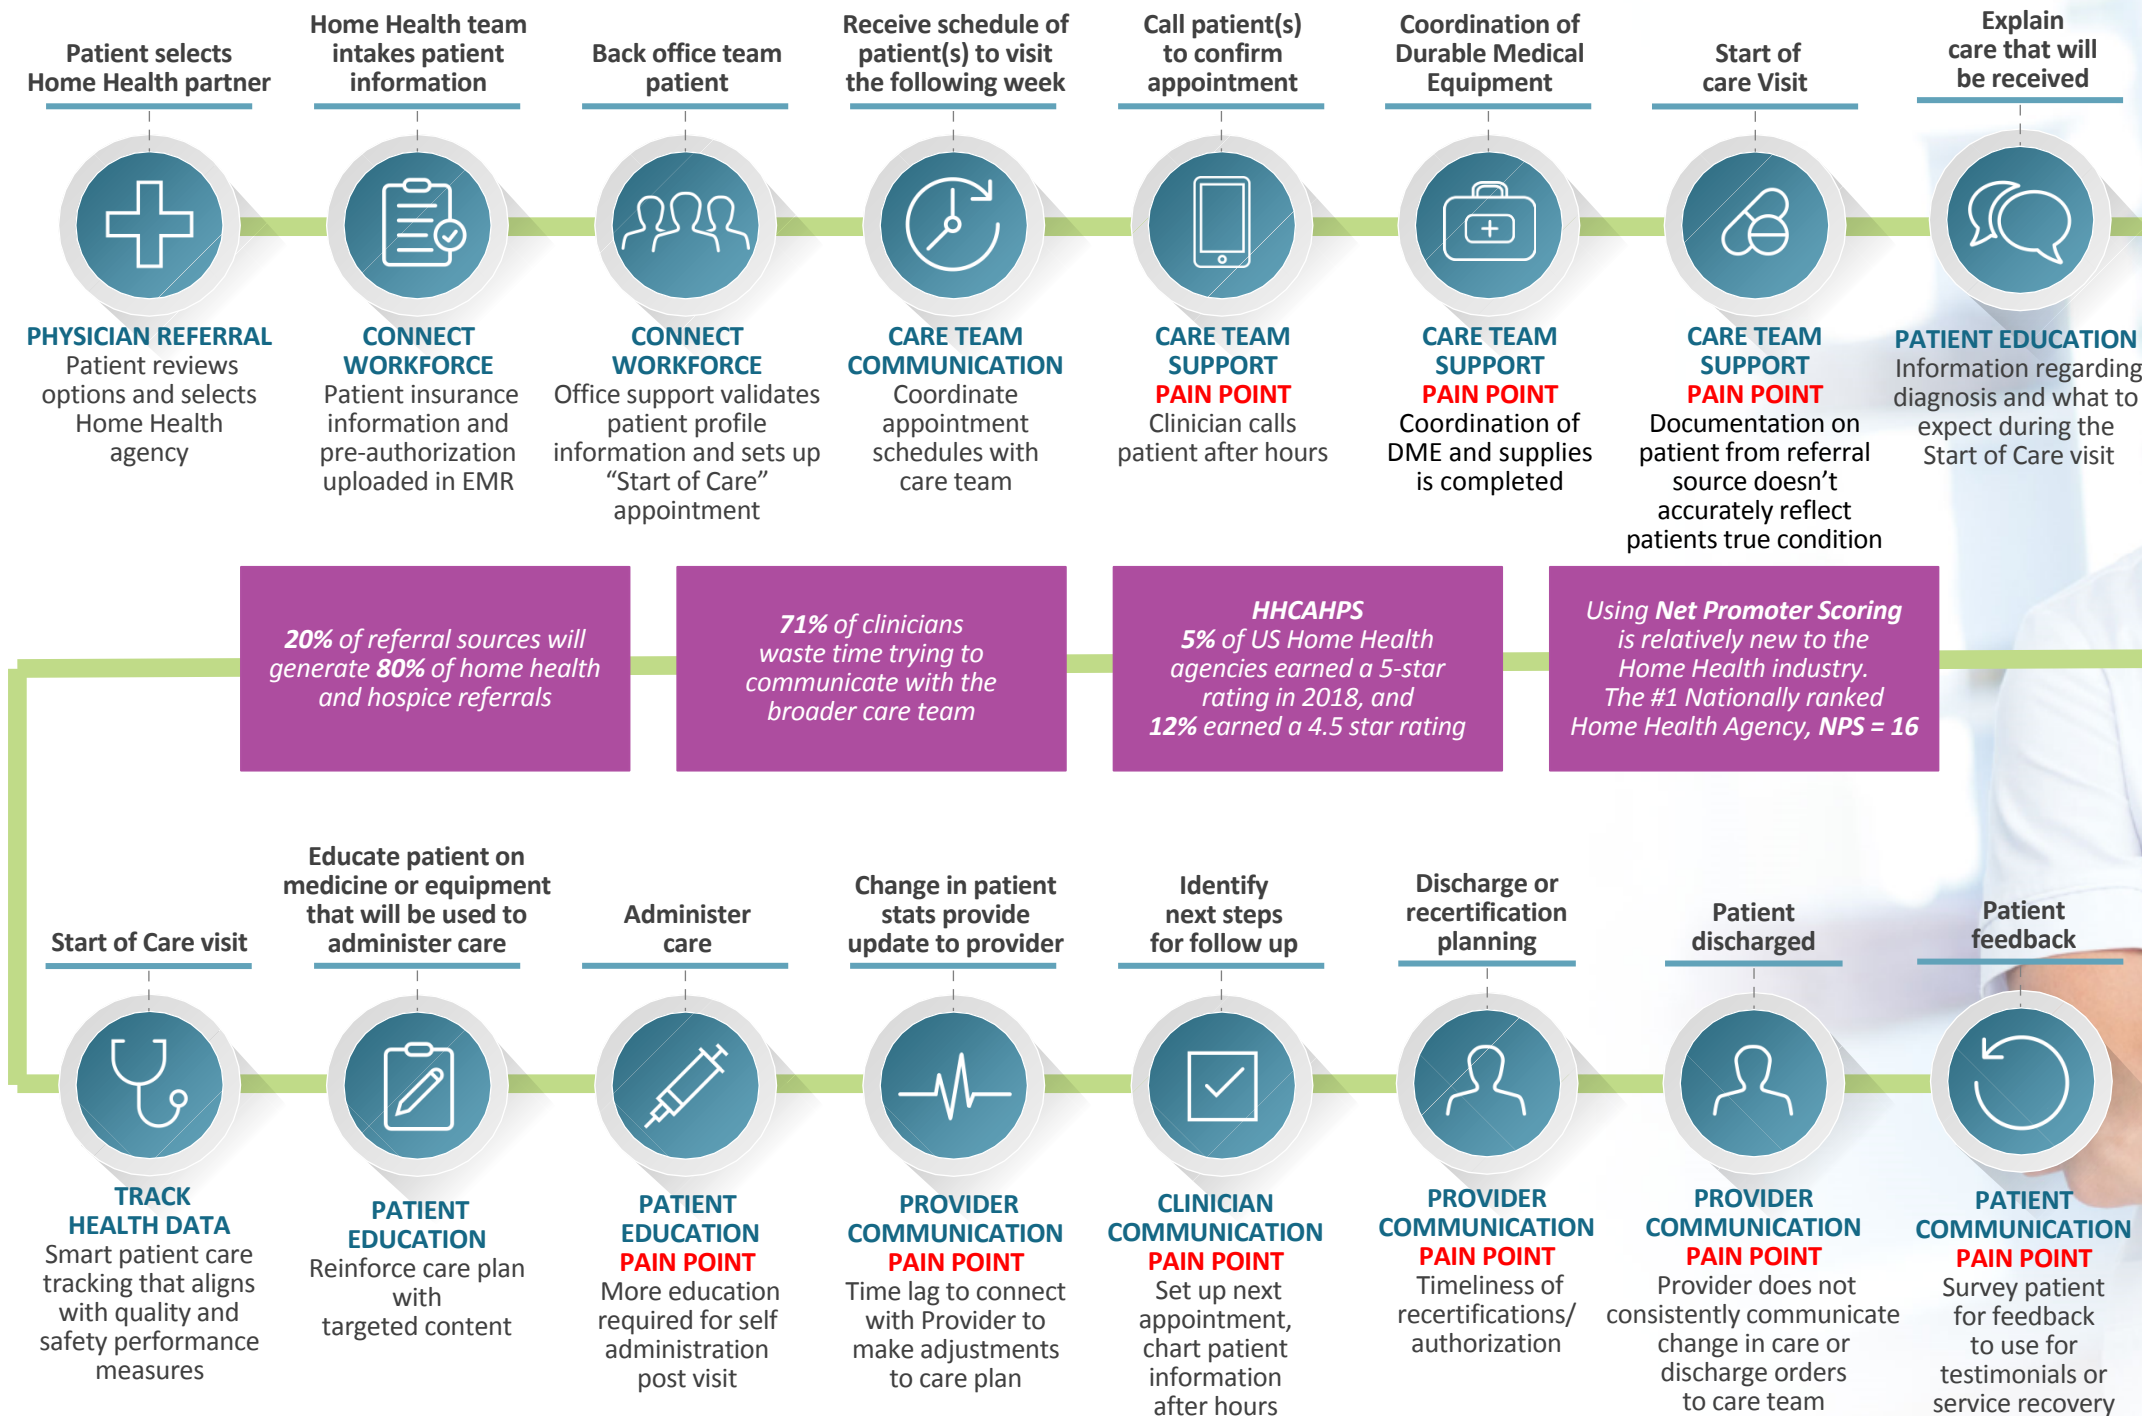 Patient selects
Home Health partner
Home Health team
intakes patient
information
Back office team
patient
Receive schedule of
patient(s) to visit
the following week
Call patient(s)
to confirm
appointment
Coordination of
Durable Medical
Equipment
Start of
care Visit
Explain
care that will
be received
PHYSICIAN REFERRAL
Patient reviews
options and selects
Home Health
agency
CONNECT
WORKFORCE
Patient insurance
information and
pre-authorization
uploaded in EMR
CONNECT
WORKFORCE
Office support validates
patient profile
information and sets up
“Start of Care”
appointment
CARE TEAM
COMMUNICATION
Coordinate
appointment
schedules with
care team
CARE TEAM
SUPPORT
PAIN POINT
Clinician calls
patient after hours
CARE TEAM
SUPPORT
PAIN POINT
Coordination of
DME and supplies
is completed
CARE TEAM
SUPPORT
PAIN POINT
Documentation on
patient from referral
source doesn’t
accurately reflect
patients true condition
PATIENT EDUCATION
Information regarding
diagnosis and what to
expect during the
Start of Care visit
20% of referral sources will
generate 80% of home health
and hospice referrals
71% of clinicians
waste time trying to
communicate with the
broader care team
HHCAHPS
5% of US Home Health
agencies earned a 5-star
rating in 2018, and
12% earned a 4.5 star rating
Using Net Promoter Scoring
is relatively new to the
Home Health industry.
The #1 Nationally ranked
Home Health Agency, NPS = 16
Start of Care visit
Educate patient on
medicine or equipment
that will be used to
administer care
Administer
care
Change in patient
stats provide
update to provider
Identify
next steps
for follow up
Discharge or
recertification
planning
Patient
discharged
Patient
feedback
TRACK
HEALTH DATA
Smart patient care
tracking that aligns
with quality and
safety performance
measures
PATIENT
EDUCATION
Reinforce care plan
with
targeted content
PATIENT
EDUCATION
PAIN POINT
More education
required for self
administration
post visit
PROVIDER
COMMUNICATION
PAIN POINT
Time lag to connect
with Provider to
make adjustments
to care plan
CLINICIAN
COMMUNICATION
PAIN POINT
Set up next
appointment,
chart patient
information
after hours
PROVIDER
COMMUNICATION
PAIN POINT
Timeliness of
recertifications/
authorization
PROVIDER
COMMUNICATION
PAIN POINT
Provider does not
consistently communicate
change in care or
discharge orders
to care team
PATIENT
COMMUNICATION
PAIN POINT
Survey patient
for feedback
to use for
testimonials or
service recovery